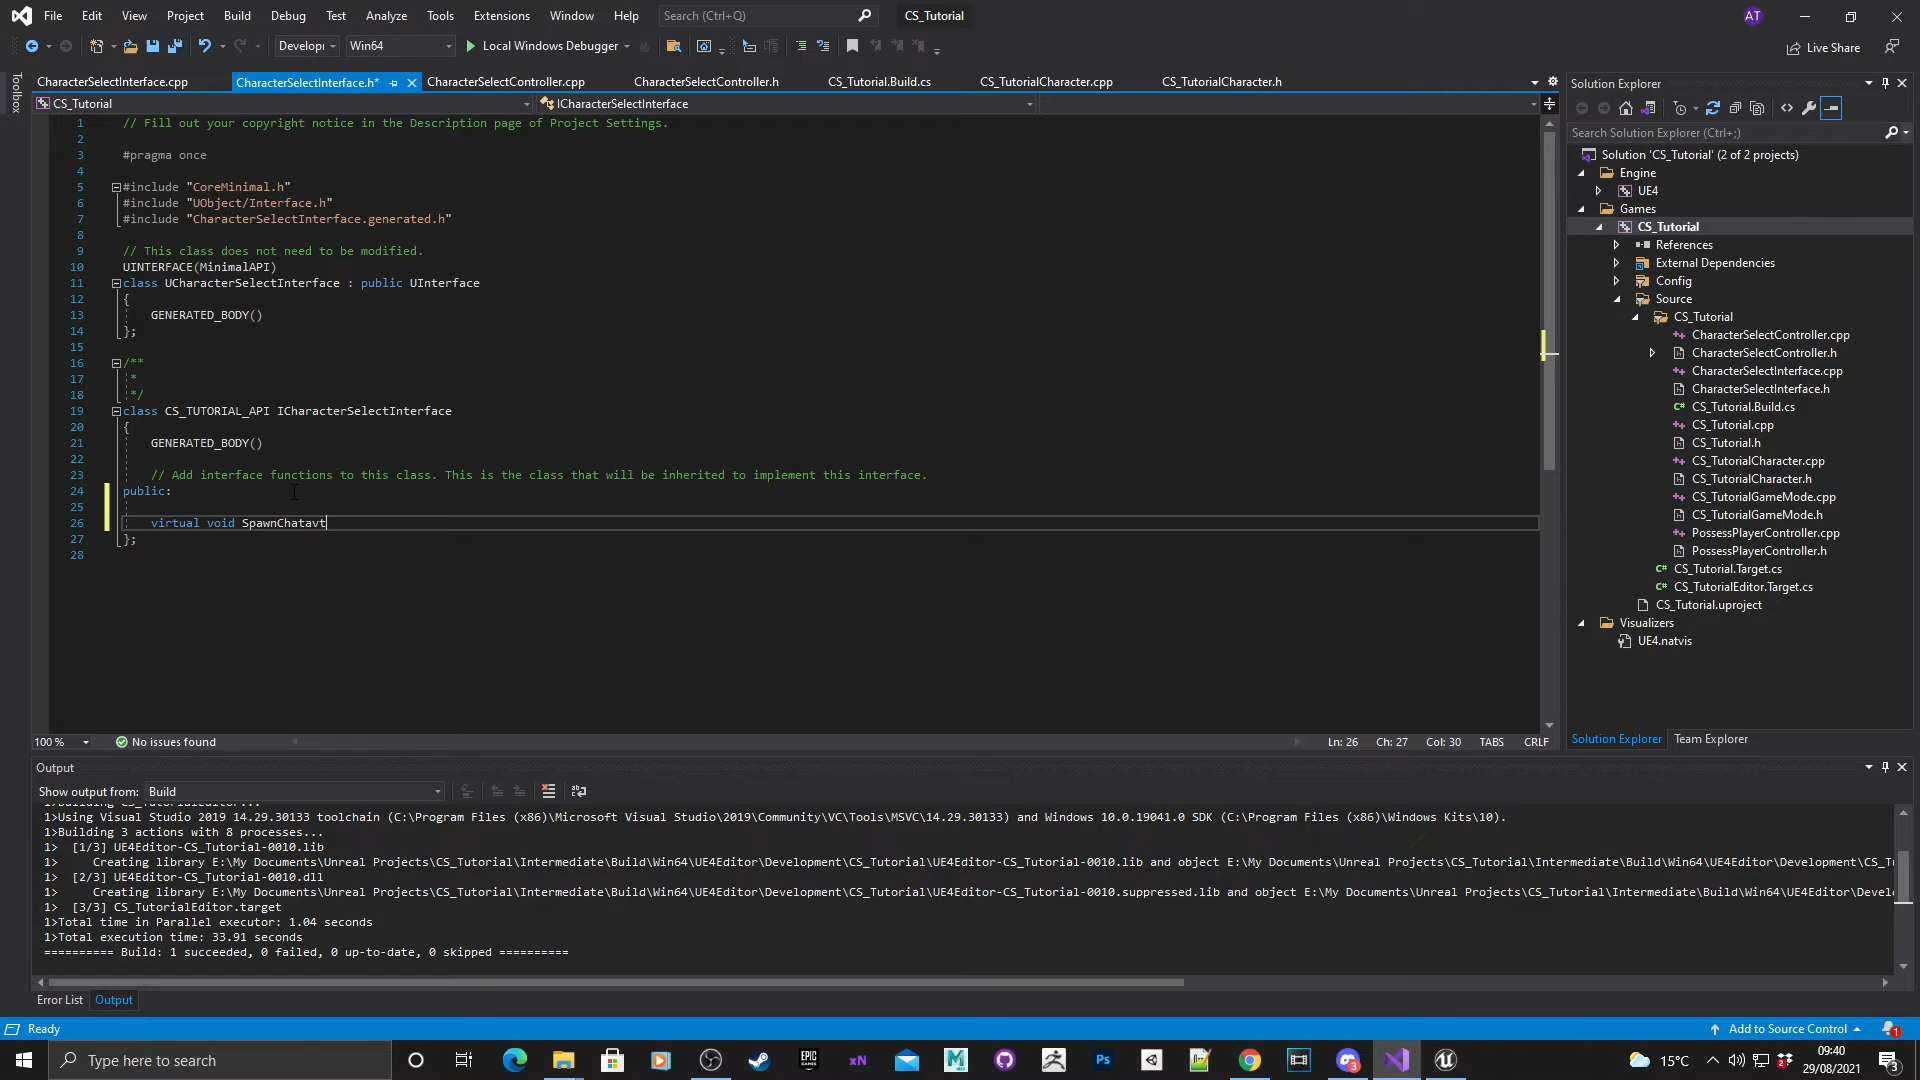 File Edit View Project Build Debug Test Analyze Tools Extensions Window Help Search (Ctrl+Q) CS_Tutorial AT
Develop Win64 Local Windows Debugger Live Share
Toolbox
CharacterSelectInterface.cpp CharacterSelectInterface.h* CharacterSelectController.cpp CharacterSelectController.h CS_Tutorial.Build.cs CS_TutorialCharacter.cpp CS_TutorialCharacter.h
CS_Tutorial ICharacterSelectInterface
1 // Fill out your copyright notice in the Description page of Project Settings.
2
3 #pragma once
4
5 #include "CoreMinimal.h"
6 #include "UObject/Interface.h"
7 #include "CharacterSelectInterface.generated.h"
8
9 // This class does not need to be modified.
10 UINTERFACE(MinimalAPI)
11 class UCharacterSelectInterface : public UInterface
12 {
13 GENERATED_BODY()
14 };
15
16 /**
17 *
18 */
19 class CS_TUTORIAL_API ICharacterSelectInterface
20 {
21 GENERATED_BODY()
22
23 // Add interface functions to this class. This is the class that will be inherited to implement this interface.
24 public:
25
26 virtual void SpawnChatavt
27 };
28
100 % No issues found Ln: 26 Ch: 27 Col: 30 TABS CRLF
Solution Explorer
Search Solution Explorer (Ctrl+;)
Solution 'CS_Tutorial' (2 of 2 projects)
Engine
UE4
Games
CS_Tutorial
References
External Dependencies
Config
Source
CS_Tutorial
CharacterSelectController.cpp
CharacterSelectController.h
CharacterSelectInterface.cpp
CharacterSelectInterface.h
CS_Tutorial.Build.cs
CS_Tutorial.cpp
CS_Tutorial.h
CS_TutorialCharacter.cpp
CS_TutorialCharacter.h
CS_TutorialGameMode.cpp
CS_TutorialGameMode.h
PossessPlayerController.cpp
PossessPlayerController.h
CS_Tutorial.Target.cs
CS_TutorialEditor.Target.cs
CS_Tutorial.uproject
Visualizers
UE4.natvis
Solution Explorer Team Explorer
Output
Show output from: Build
1>Using Visual Studio 2019 14.29.30133 toolchain (C:\Program Files (x86)\Microsoft Visual Studio\2019\Community\VC\Tools\MSVC\14.29.30133) and Windows 10.0.19041.0 SDK (C:\Program Files (x86)\Windows Kits\10).
1>Building 3 actions with 8 processes...
1> [1/3] UE4Editor-CS_Tutorial-0010.lib
1> Creating library E:\My Documents\Unreal Projects\CS_Tutorial\Intermediate\Build\Win64\UE4Editor\Development\CS_Tutorial\UE4Editor-CS_Tutorial-0010.lib and object E:\My Documents\Unreal Projects\CS_Tutorial\Intermediate\Build\Win64\UE4Editor\Development\CS_T
1> [2/3] UE4Editor-CS_Tutorial-0010.dll
1> Creating library E:\My Documents\Unreal Projects\CS_Tutorial\Intermediate\Build\Win64\UE4Editor\Development\CS_Tutorial\UE4Editor-CS_Tutorial-0010.suppressed.lib and object E:\My Documents\Unreal Projects\CS_Tutorial\Intermediate\Build\Win64\UE4Editor\Devel
1> [3/3] CS_TutorialEditor.target
1>Total time in Parallel executor: 1.04 seconds
1>Total execution time: 33.91 seconds
========== Build: 1 succeeded, 0 failed, 0 up-to-date, 0 skipped ==========
Error List Output
Ready Add to Source Control 1
Type here to search EPIC GAMES xN Ps 3 15°C 09:40
29/08/2021 3